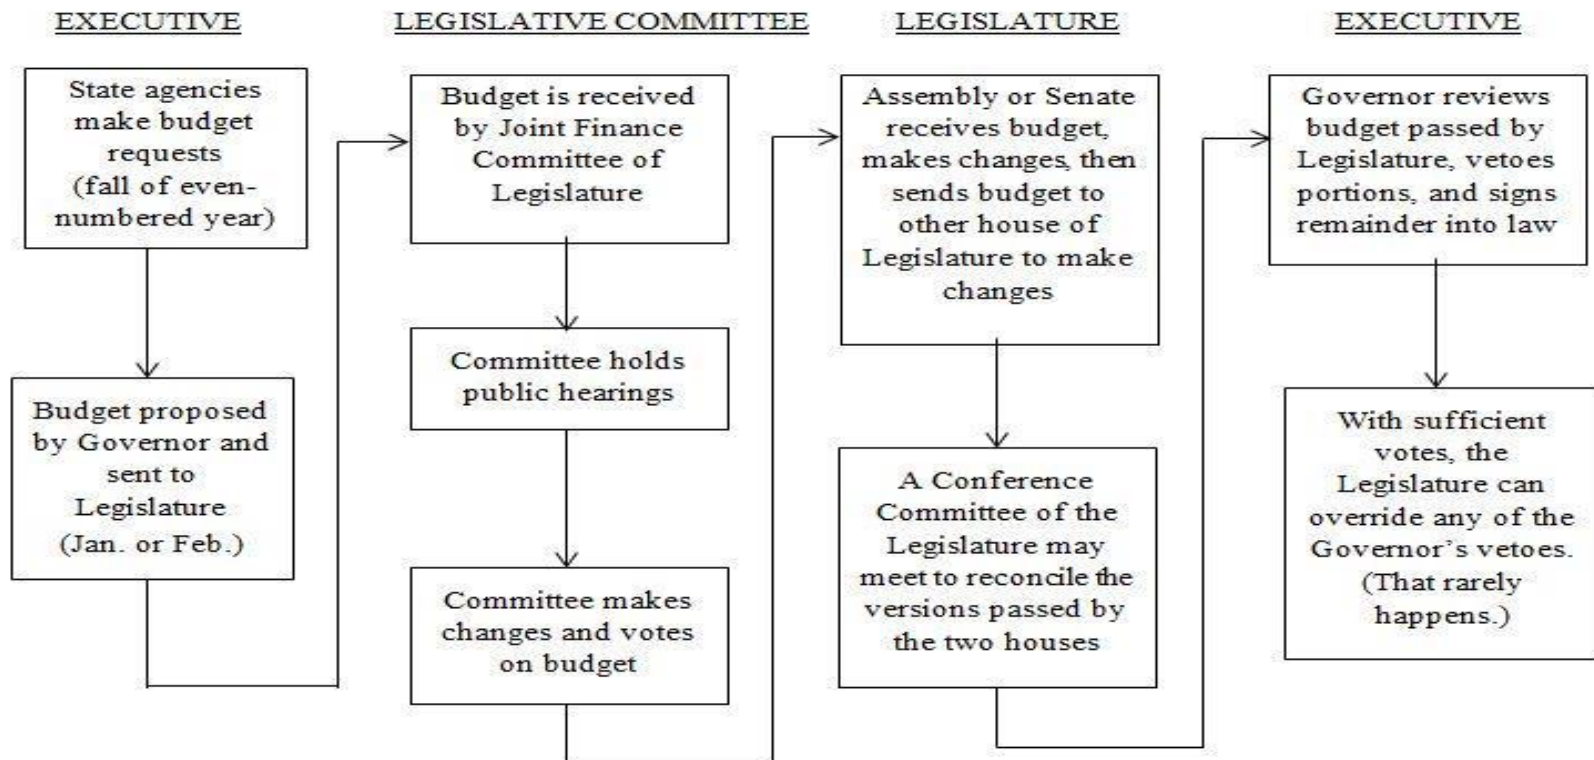 EXECUTIVE
State agencies
make budget
requests
(fall of even-
numbered year)
Budget proposed
by Governor and
sent to
Legislature
(Jan. or Feb.)
LEGISLATIVE COMMITTEE
Budget is received
by Joint Finance
Committee of
Legislature
Committee holds
public hearings
Committee makes
changes and votes
on budget
LEGISLATURE
Assembly or Senate
receives budget,
makes changes, then
sends budget to
other house of
Legislature to make
changes
A Conference
Committee of the
Legislature may
meet to reconcile the
versions passed by
the two houses
EXECUTIVE
Governor reviews
budget passed by
Legislature, vetoes
portions, and signs
remainder into law
With sufficient
votes, the
Legislature can
override any of the
Governor’s vetoes.
(That rarely
happens.)